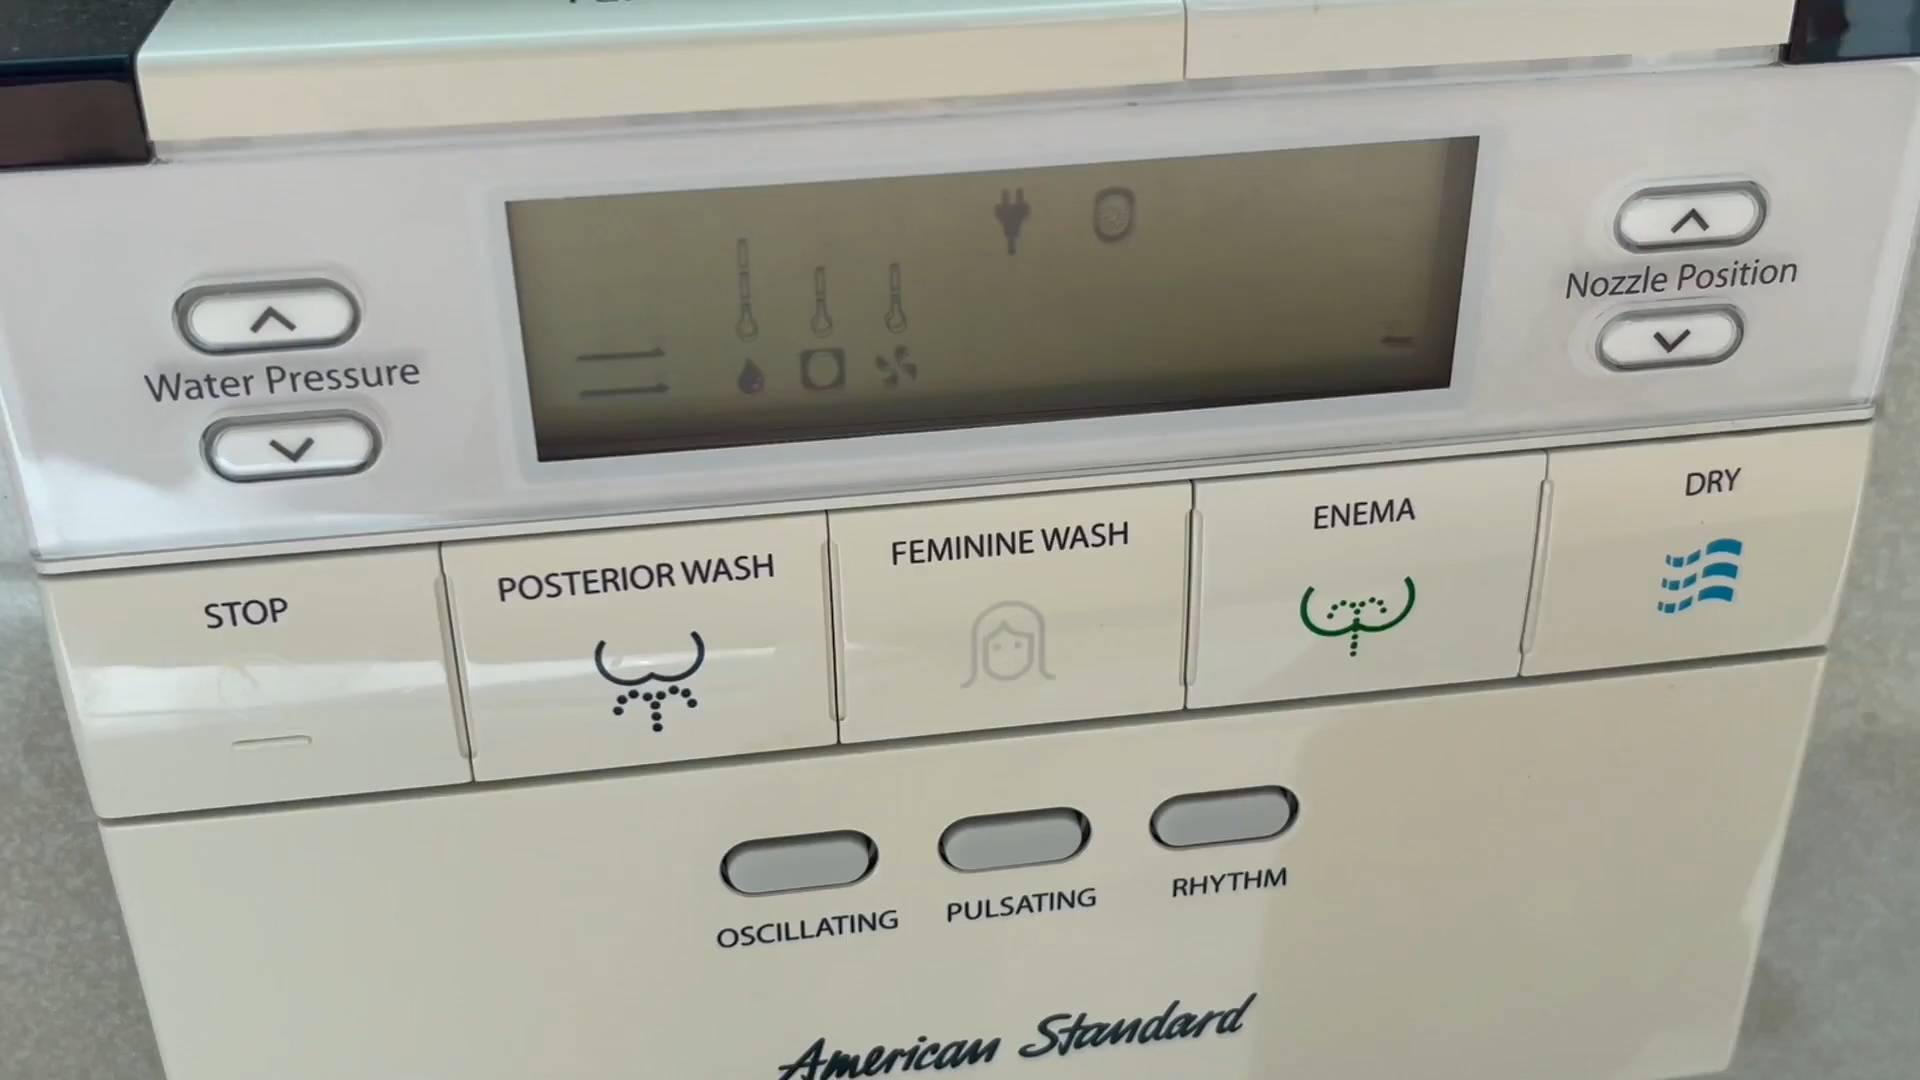 Water Pressure
Nozzle Position
STOP
POSTERIOR WASH
FEMININE WASH
ENEMA
DRY
OSCILLATING
PULSATING
RHYTHM
American Standard